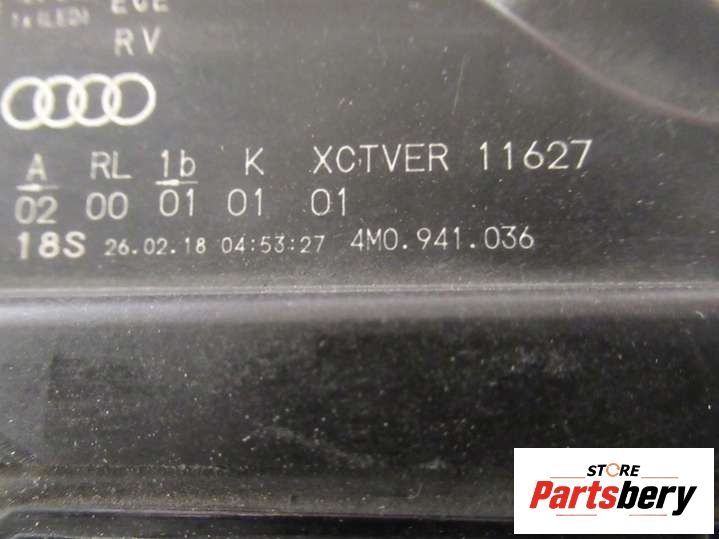 ECE
RV
A RL 1b K XCTVER 11627
02 00 01 01 01
18S 26.02.18 04:53:27 4M0.941.036
STORE
Partsbery